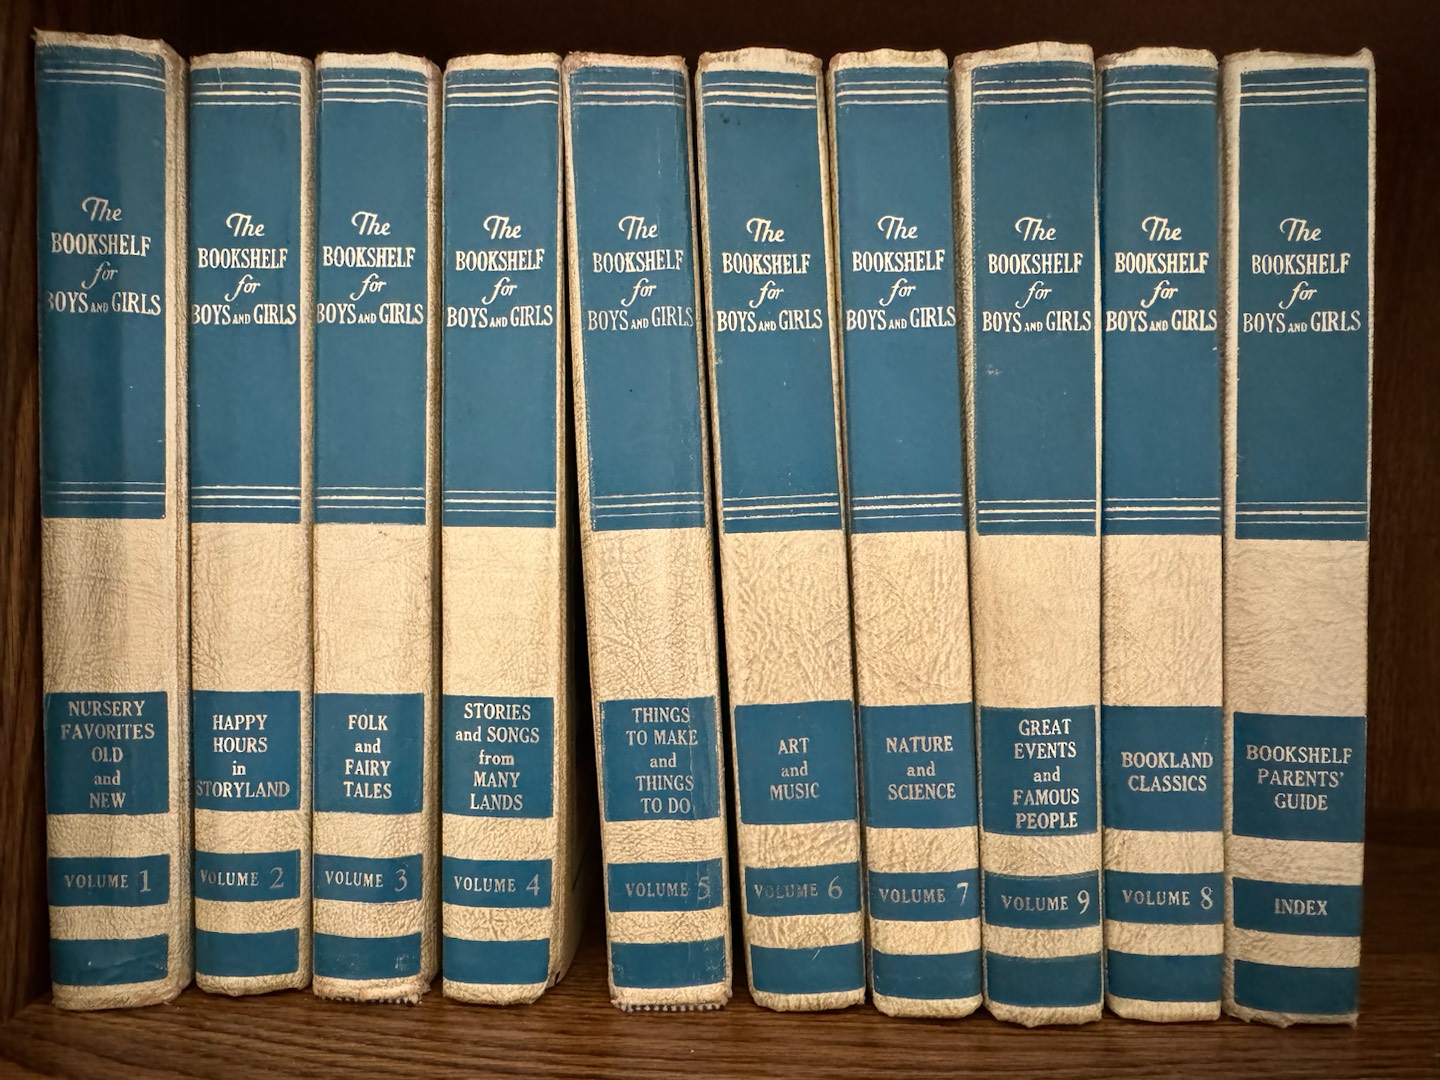 The
BOOKSHELF
for
BOYS AND GIRLS
NURSERY
FAVORITES
OLD
and
NEW
VOLUME 1
The
BOOKSHELF
for
BOYS AND GIRLS
HAPPY
HOURS
in
STORYLAND
VOLUME 2
The
BOOKSHELF
for
BOYS AND GIRLS
FOLK
and
FAIRY
TALES
VOLUME 3
The
BOOKSHELF
for
BOYS AND GIRLS
STORIES
and SONGS
from
MANY
LANDS
VOLUME 4
The
BOOKSHELF
for
BOYS AND GIRLS
THINGS
TO MAKE
and
THINGS
TO DO
VOLUME 5
The
BOOKSHELF
for
BOYS AND GIRLS
ART
and
MUSIC
VOLUME 6
The
BOOKSHELF
for
BOYS AND GIRLS
NATURE
and
SCIENCE
VOLUME 7
The
BOOKSHELF
for
BOYS AND GIRLS
GREAT
EVENTS
and
FAMOUS
PEOPLE
VOLUME 9
The
BOOKSHELF
for
BOYS AND GIRLS
BOOKLAND
CLASSICS
VOLUME 8
The
BOOKSHELF
for
BOYS AND GIRLS
BOOKSHELF
PARENTS'
GUIDE
INDEX